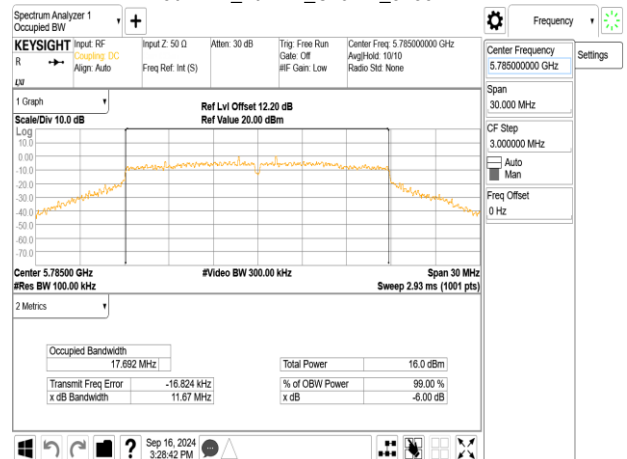 Spectrum Analyzer 1
Occupied BW
Frequency
KEYSIGHT
R
LXI
Input: RF
Coupling: DC
Align: Auto
Input Z: 50 Ω
Freq Ref: Int (S)
Atten: 30 dB
Trig: Free Run
Gate: Off
#IF Gain: Low
Center Freq: 5.785000000 GHz
Avg|Hold: 10/10
Radio Std: None
Center Frequency
5.785000000 GHz
Settings
Span
30.000 MHz
CF Step
3.000000 MHz
Auto
Man
Freq Offset
0 Hz
1 Graph
Scale/Div 10.0 dB
Ref Lvl Offset 12.20 dB
Ref Value 20.00 dBm
Log
10.0
0.00
-10.0
-20.0
-30.0
-40.0
-50.0
-60.0
-70.0
Center 5.78500 GHz
#Video BW 300.00 kHz
Span 30 MHz
#Res BW 100.00 kHz
Sweep 2.93 ms (1001 pts)
2 Metrics
Occupied Bandwidth
17.692 MHz
Total Power 16.0 dBm
Transmit Freq Error -16.824 kHz
% of OBW Power 99.00 %
x dB Bandwidth 11.67 MHz
x dB -6.00 dB
?
Sep 16, 2024
3:28:42 PM